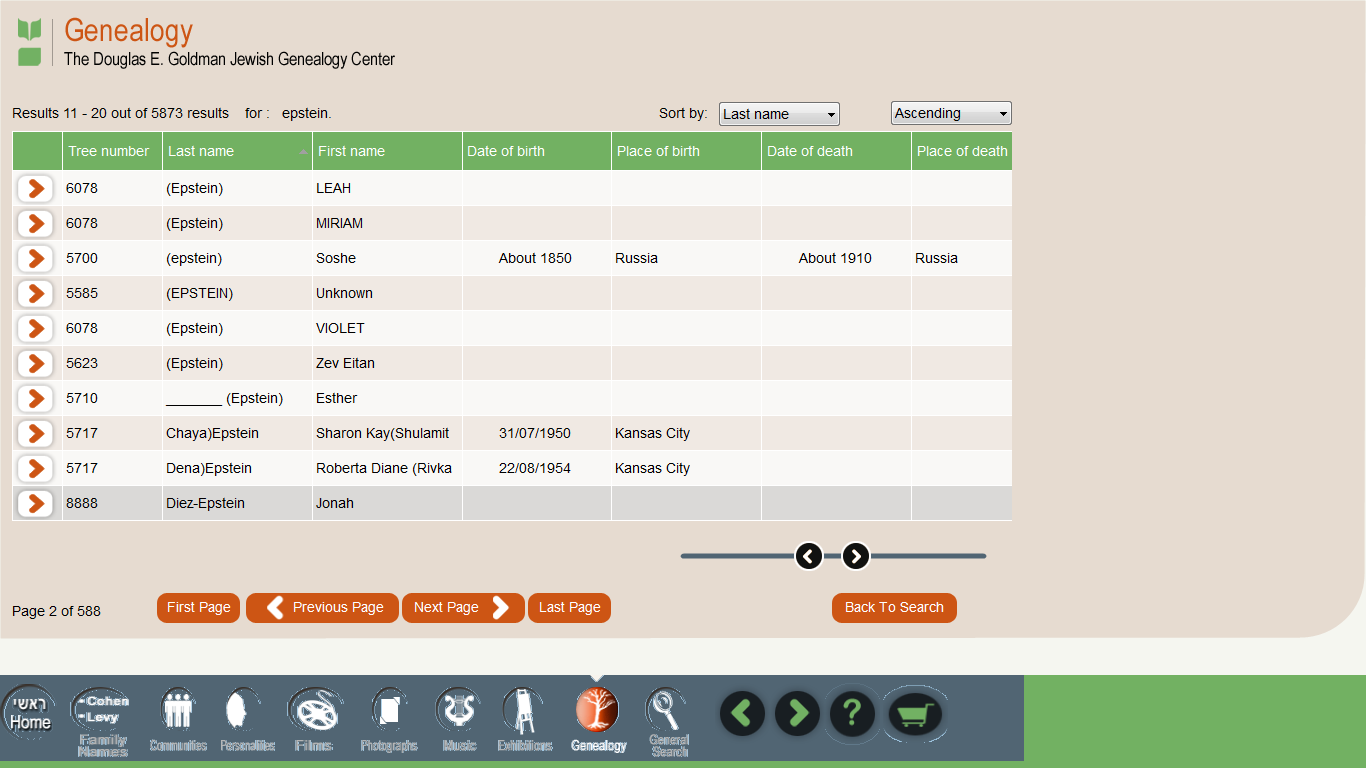 Genealogy
The Douglas E. Goldman Jewish Genealogy Center
Results 11 - 20 out of 5873 results for : epstein. Sort by: Last name Ascending
Tree number Last name First name Date of birth Place of birth Date of death Place of death
6078 (Epstein) LEAH
6078 (Epstein) MIRIAM
5700 (epstein) Soshe About 1850 Russia About 1910 Russia
5585 (EPSTEIN) Unknown
6078 (Epstein) VIOLET
5623 (Epstein) Zev Eitan
5710 _______ (Epstein) Esther
5717 Chaya)Epstein Sharon Kay(Shulamit 31/07/1950 Kansas City
5717 Dena)Epstein Roberta Diane (Rivka 22/08/1954 Kansas City
8888 Diez-Epstein Jonah
Page 2 of 588 First Page Previous Page Next Page Last Page Back To Search
ראשי
Home
-Cohen
-Levy
Family
Names
Communities
Personalities
Films
Photographs
Music
Exhibitions
Genealogy
General
Search
?